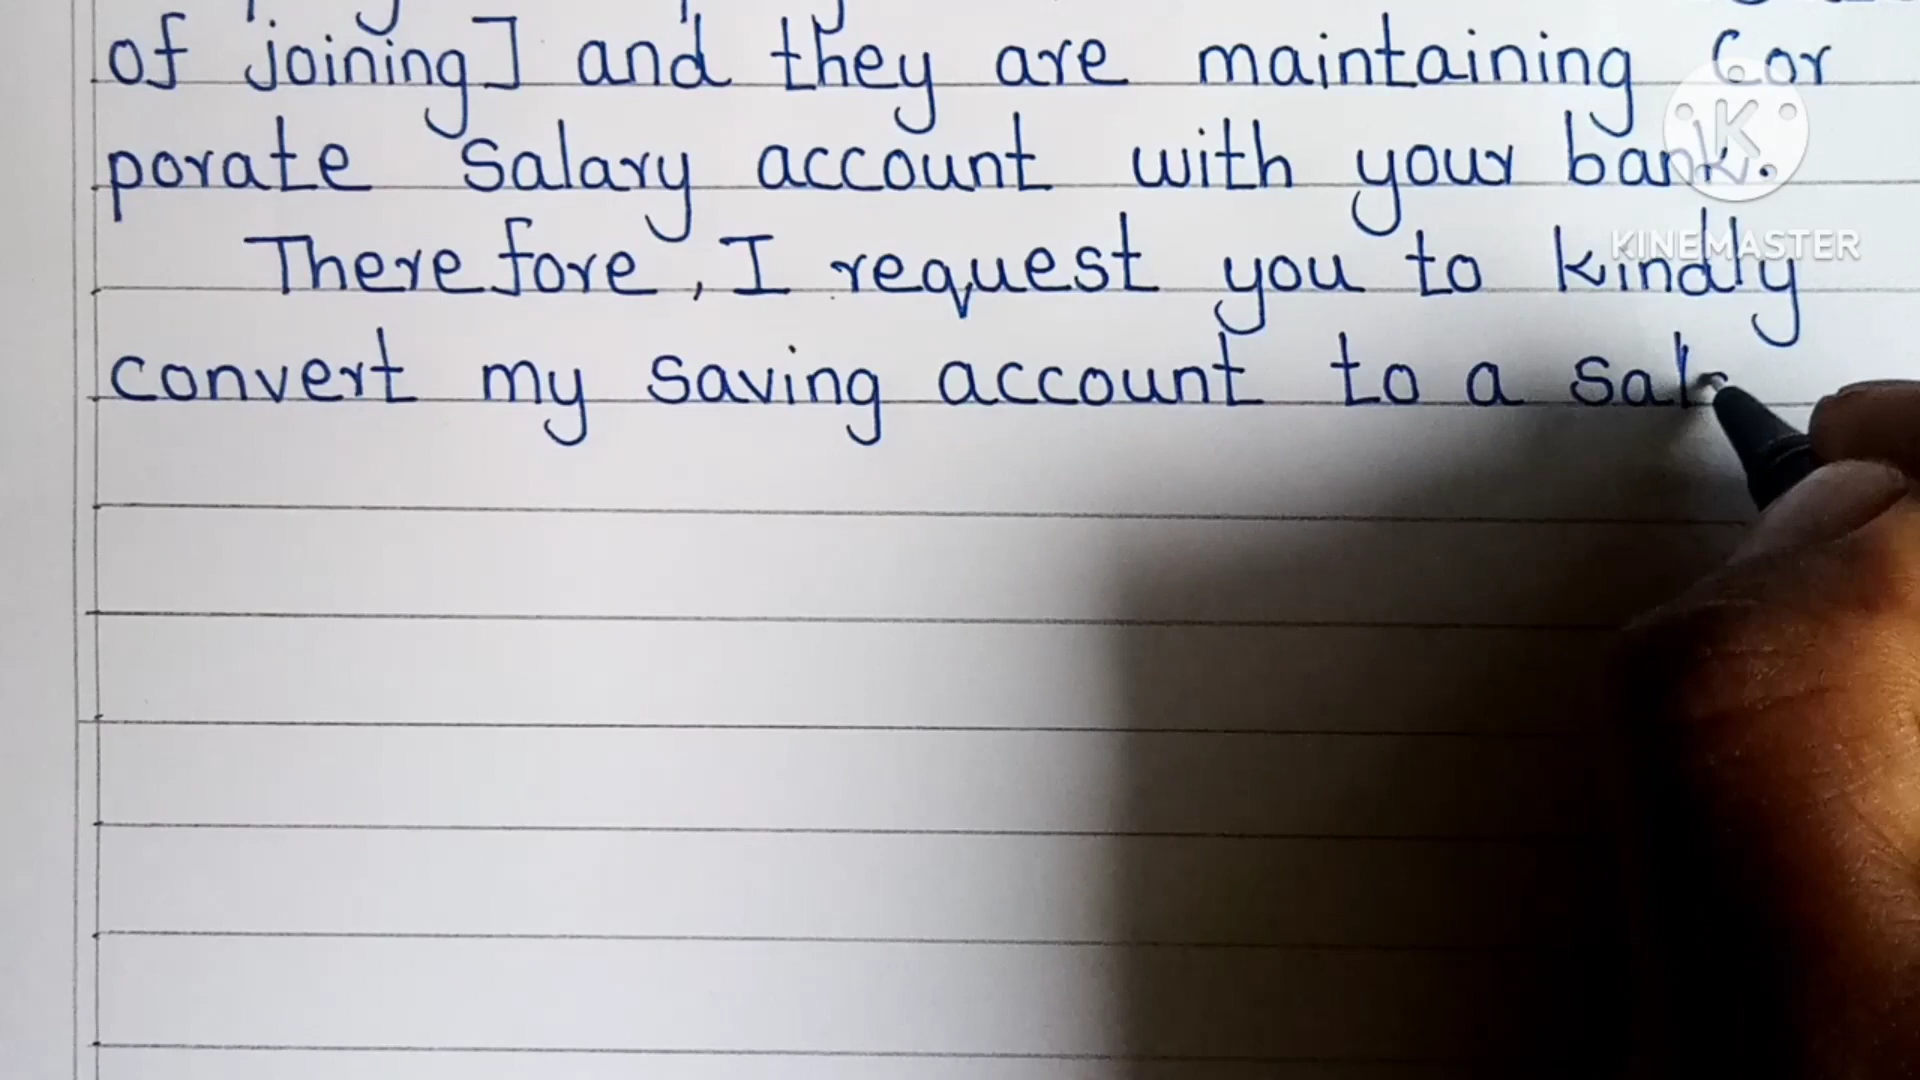 of joining] and they are maintaining Cor
porate salary account with your bank.
Therefore, I request you to kindly
convert my saving account to a sal
KINEMASTER